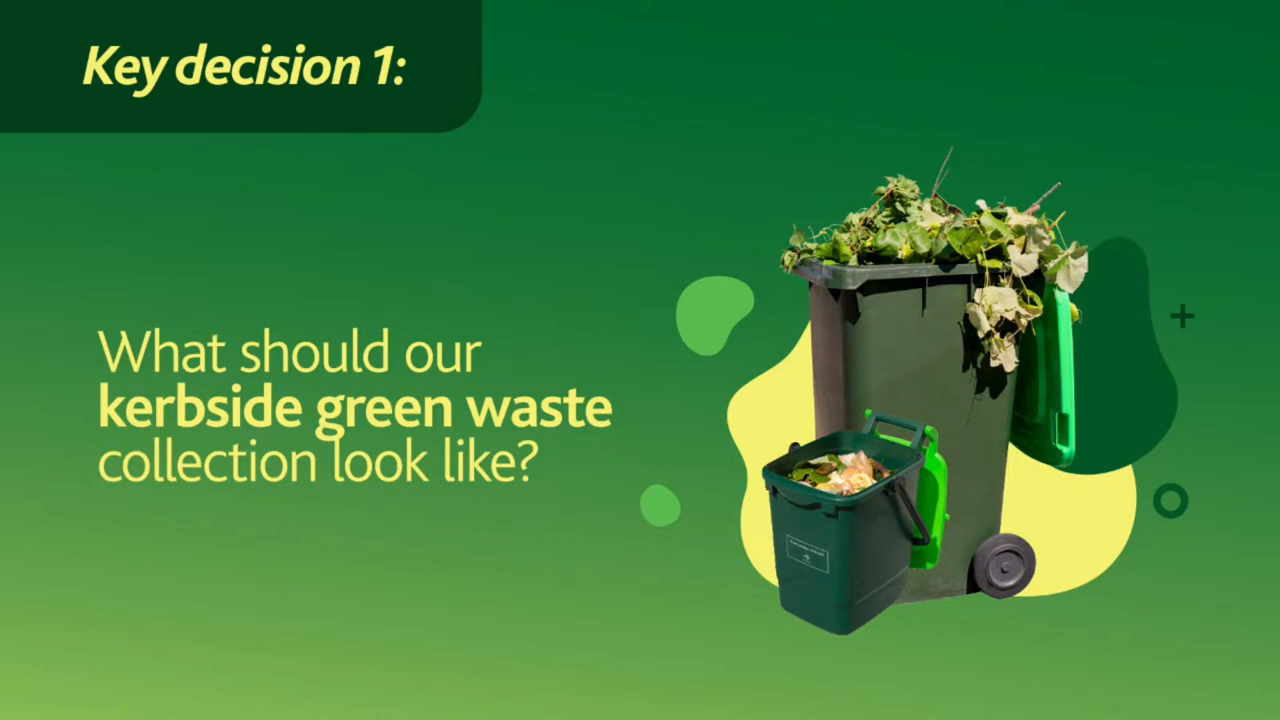 Key decision 1:
What should our
kerbside green waste
collection look like?